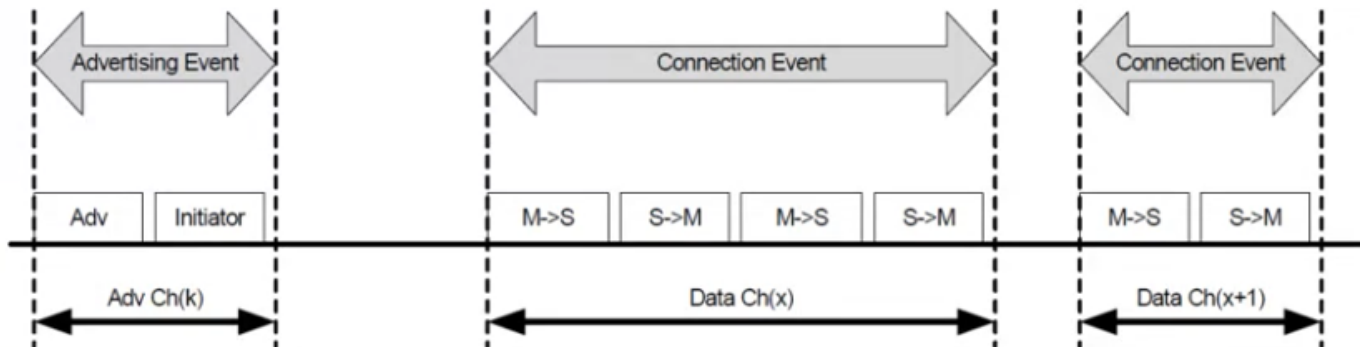 Advertising Event
Connection Event
Connection Event
Adv
Initiator
M->S
S->M
M->S
S->M
M->S
S->M
Adv Ch(k)
Data Ch(x)
Data Ch(x+1)